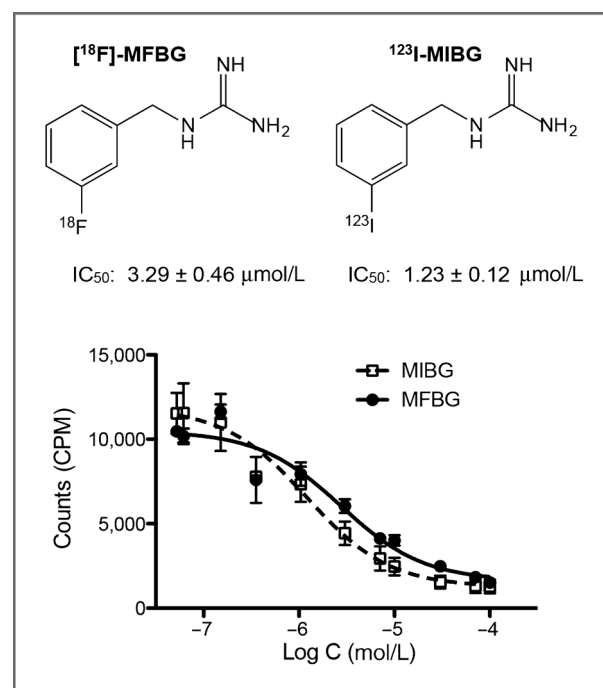 [¹⁸F]-MFBG ¹²³I-MIBG
NH NH
N H NH₂ N H NH₂
¹⁸F ¹²³I
IC₅₀: 3.29 ± 0.46 μmol/L IC₅₀: 1.23 ± 0.12 μmol/L
15,000
MIBG
MFBG
10,000
Counts (CPM)
5,000
0
–7 –6 –5 –4
Log C (mol/L)